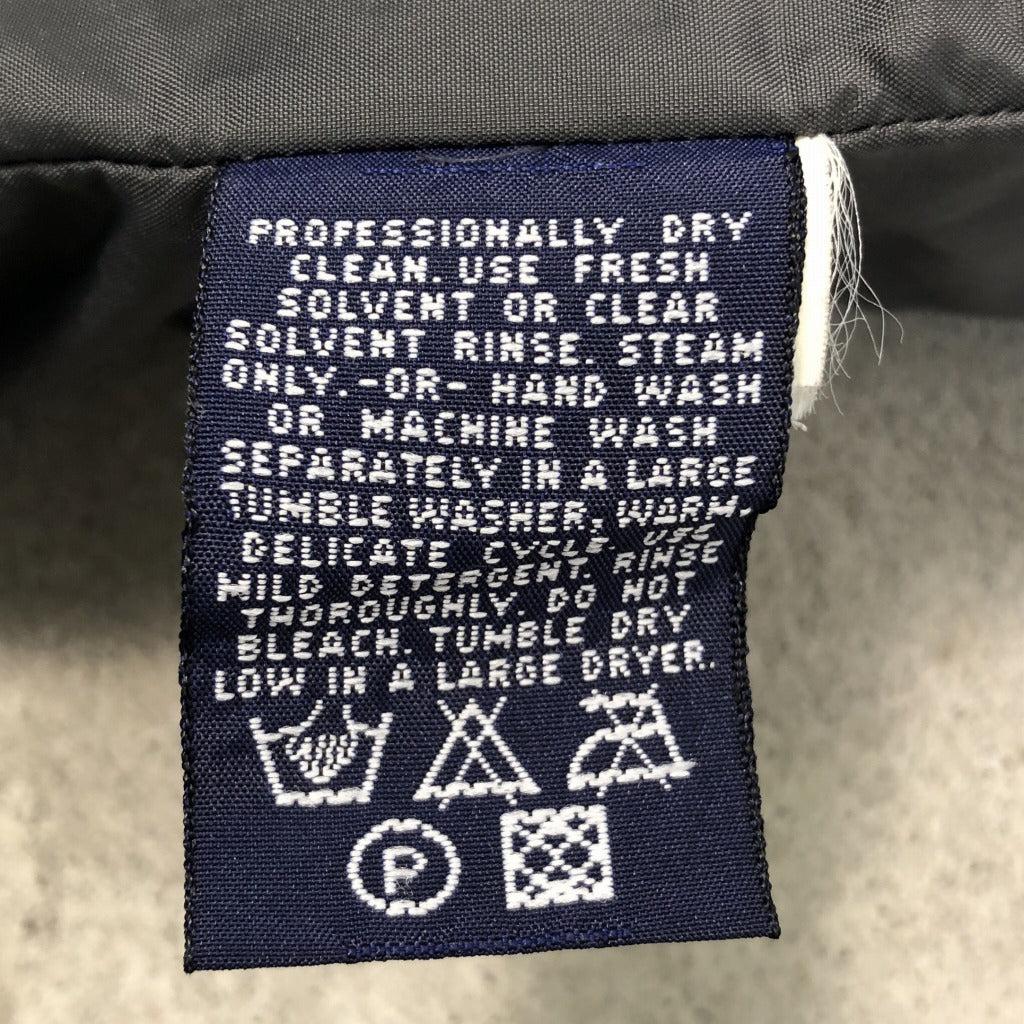 PROFESSIONALLY DRY
CLEAN. USE FRESH
SOLVENT OR CLEAR
SOLVENT RINSE. STEAM
ONLY. -OR- HAND WASH
OR MACHINE WASH
SEPARATELY IN A LARGE
TUMBLE WASHER, WARM,
DELICATE CYCLE. USE
MILD DETERGENT. RINSE
THOROUGHLY. DO NOT
BLEACH. TUMBLE DRY
LOW IN A LARGE DRYER.
P